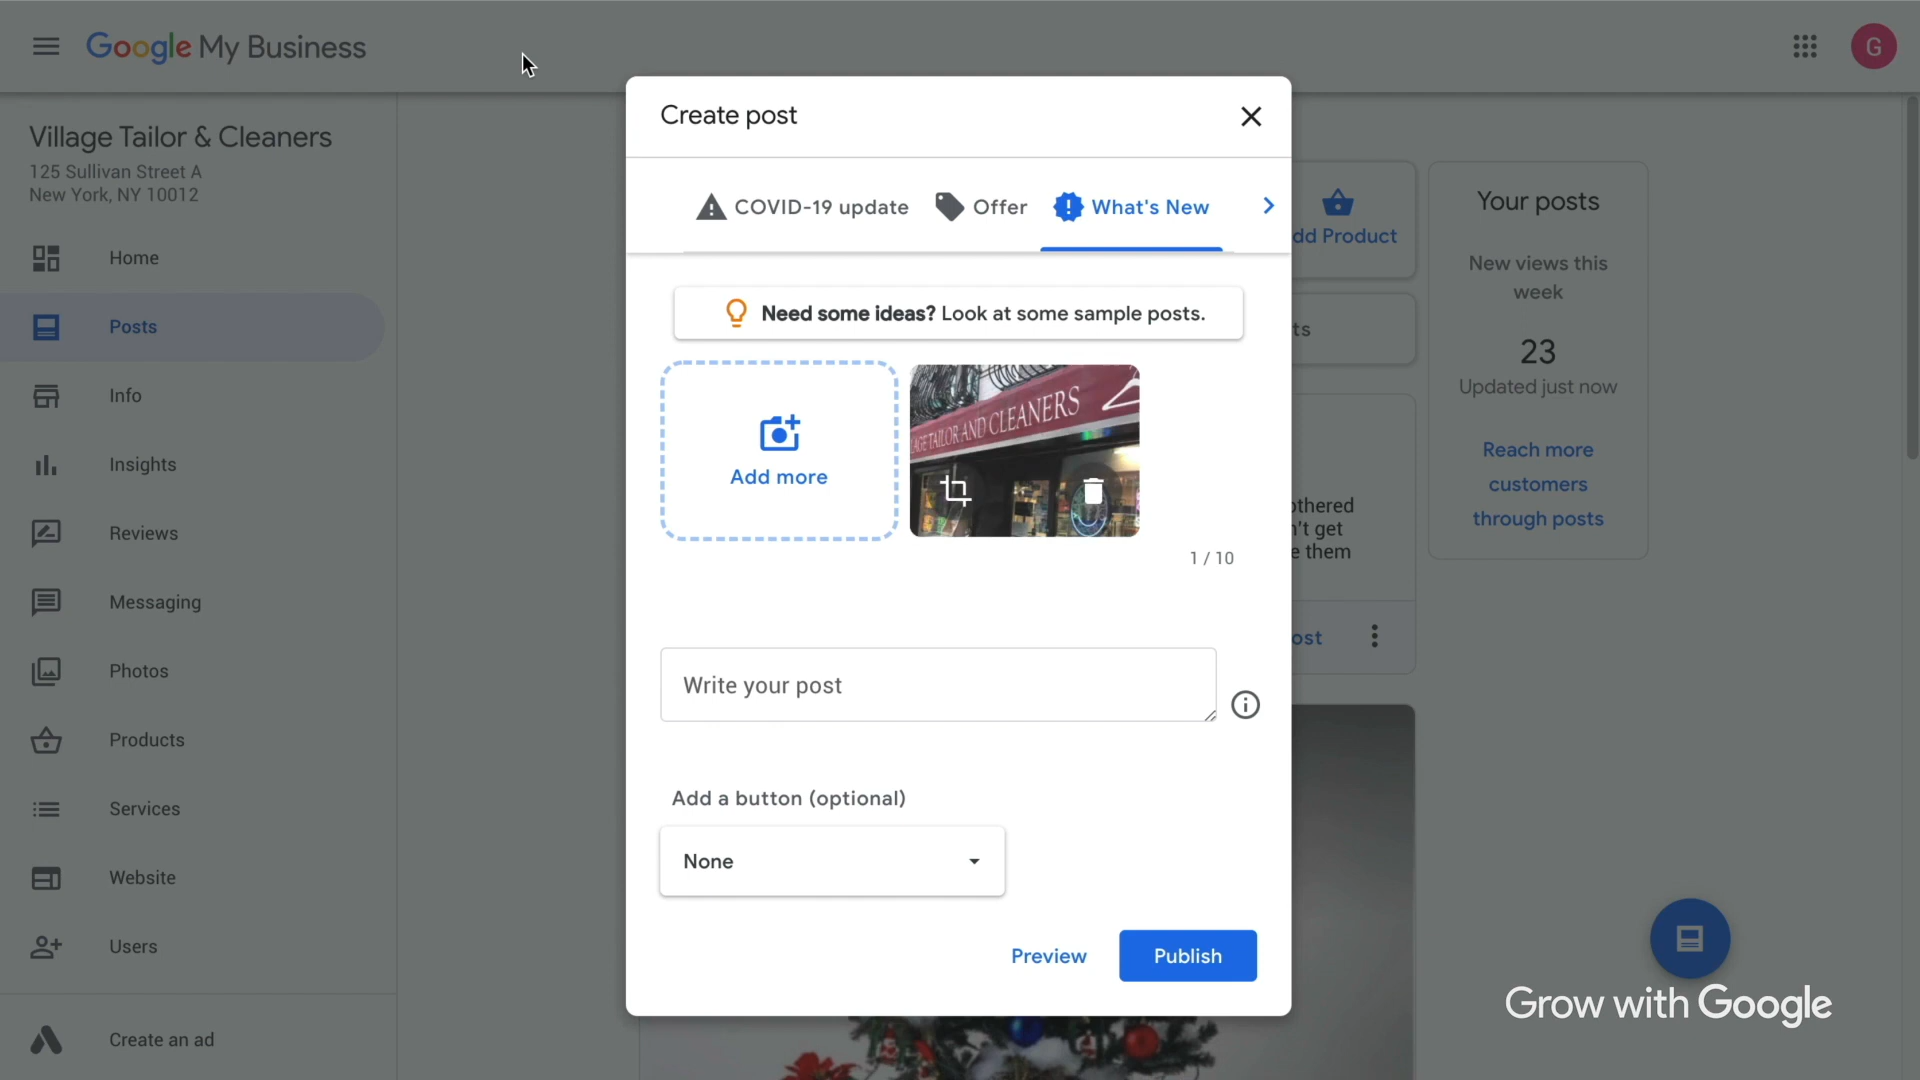 Google My Business
G
Village Tailor & Cleaners
125 Sullivan Street A
New York, NY 10012
Home
Posts
Info
Insights
Reviews
Messaging
Photos
Products
Services
Website
Users
Create an ad
Create post
COVID-19 update
Offer
What's New
Need some ideas? Look at some sample posts.
Add more
LAGE TAILOR AND CLEANERS
1 / 10
Write your post
Add a button (optional)
None
Preview
Publish
dd Product
ts
othered
n't get
e them
ost
Your posts
New views this
week
23
Updated just now
Reach more
customers
through posts
Grow with Google